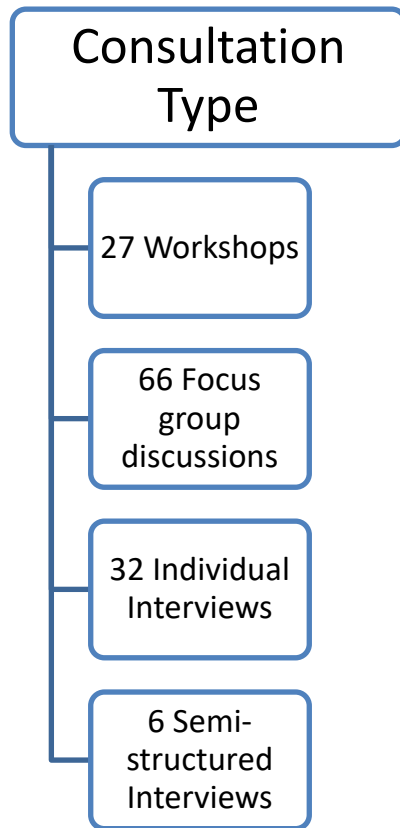 Consultation
Type
27 Workshops
66 Focus
group
discussions
32 Individual
Interviews
6 Semi-
structured
Interviews